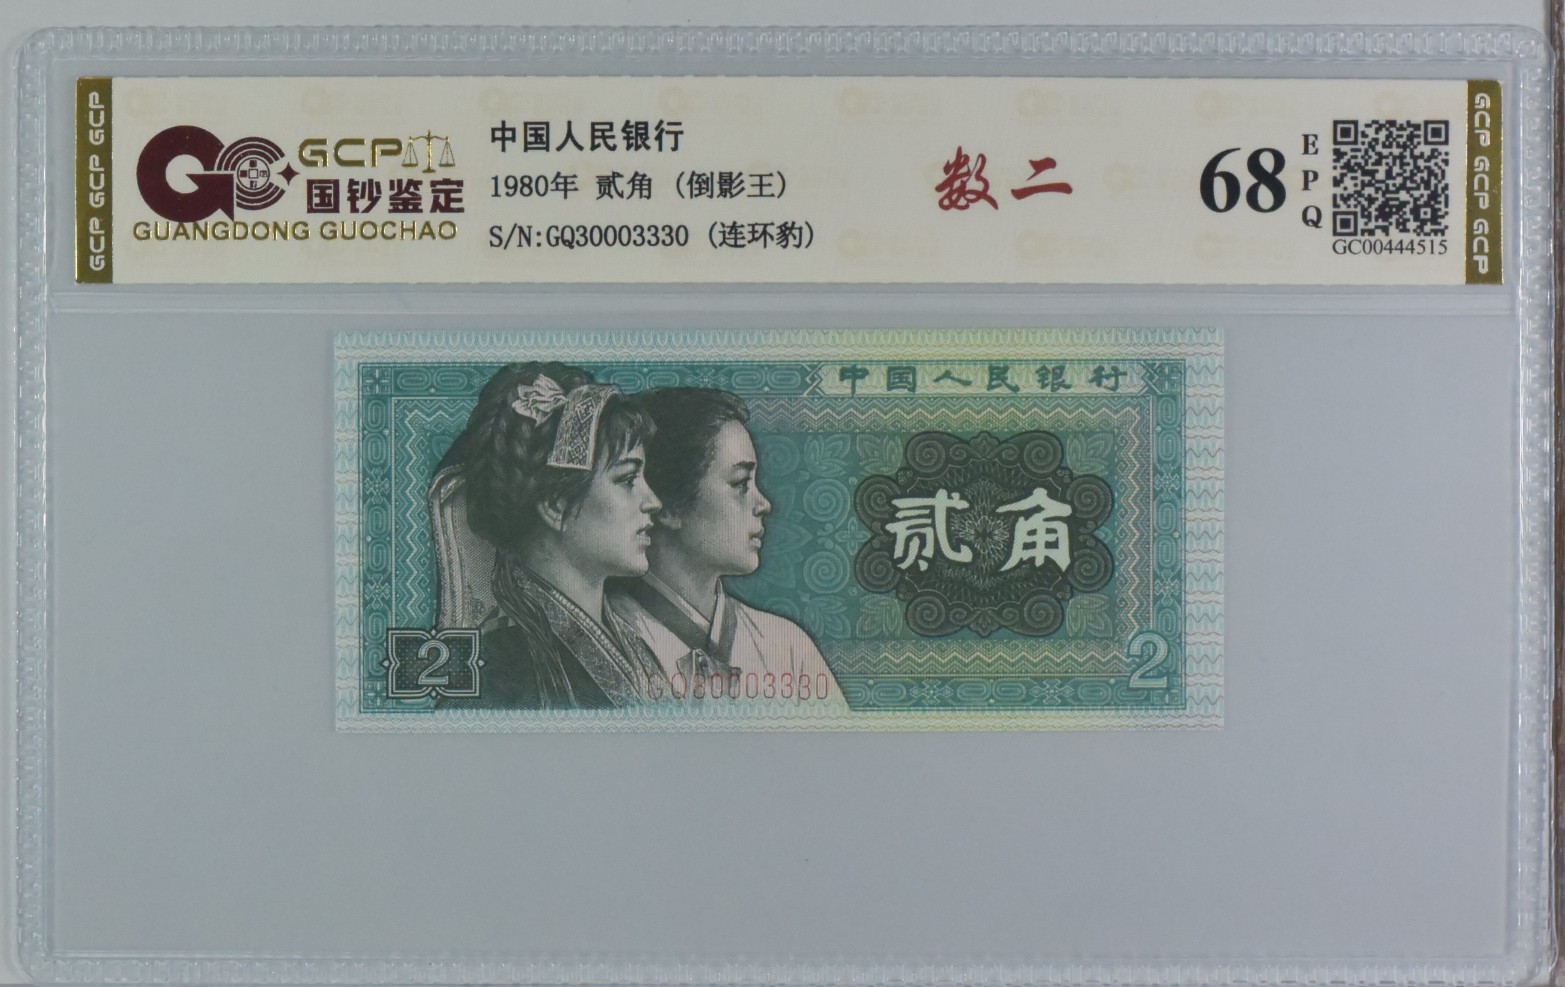 GCP GCP GCP
GCP
国钞鉴定
GUANGDONG GUOCHAO
中国人民银行
1980年 贰角 (倒影王)
S/N:GQ30003330 (连环豹)
数二
68
EPQ
GC00444515
GCP GCP GCP
中国人民银行
贰角
2
GQ30003330
2